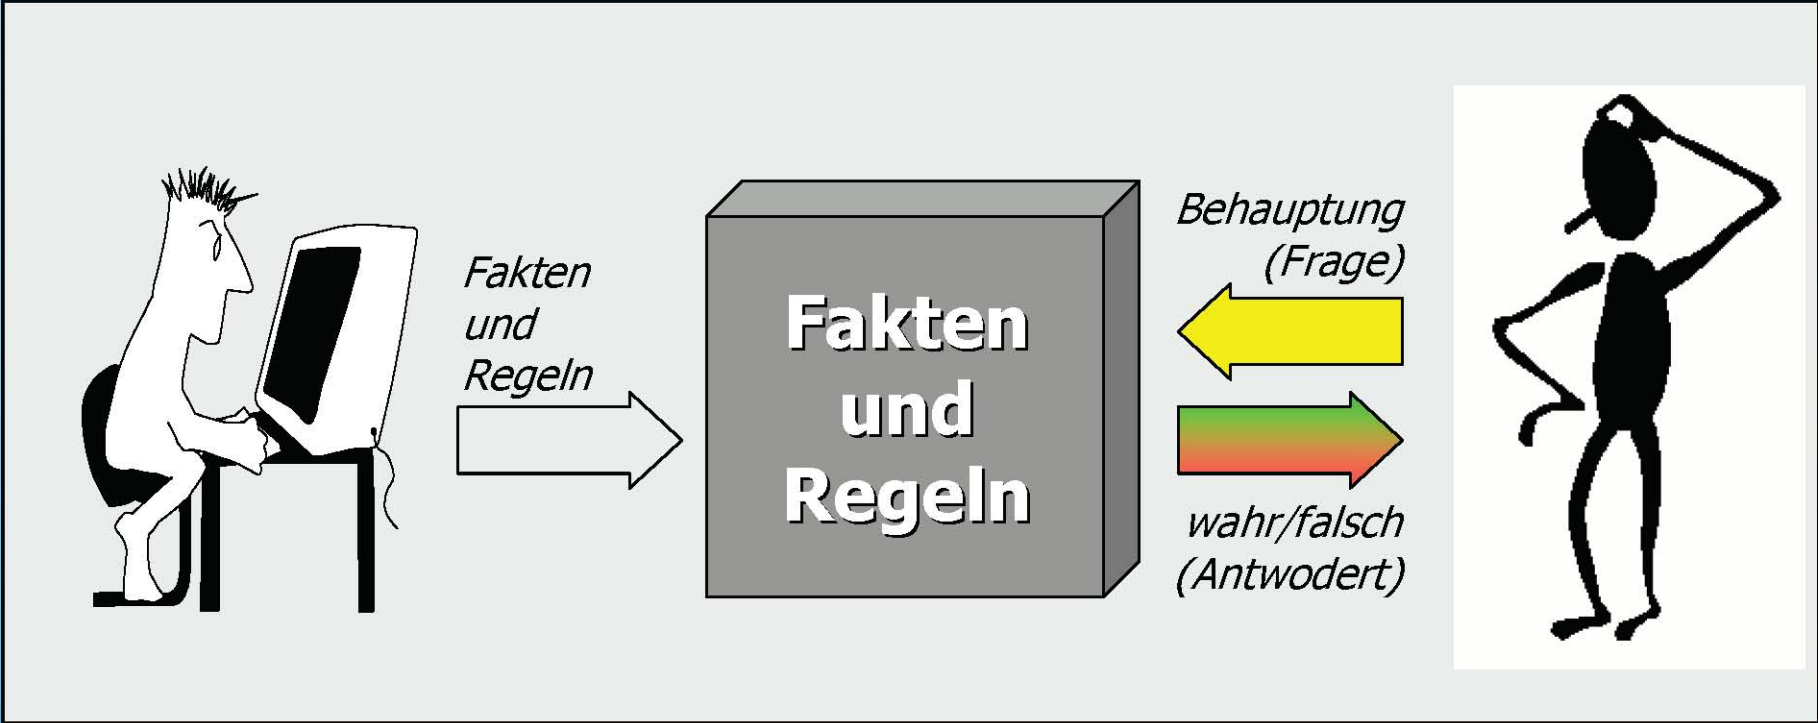 Fakten
und
Regeln
Fakten
und
Regeln
Behauptung
(Frage)
wahr/falsch
(Antwodert)